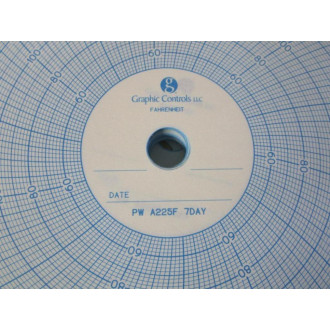 g
Graphic Controls LLC
FAHRENHEIT
DATE
PW A225F 7DAY